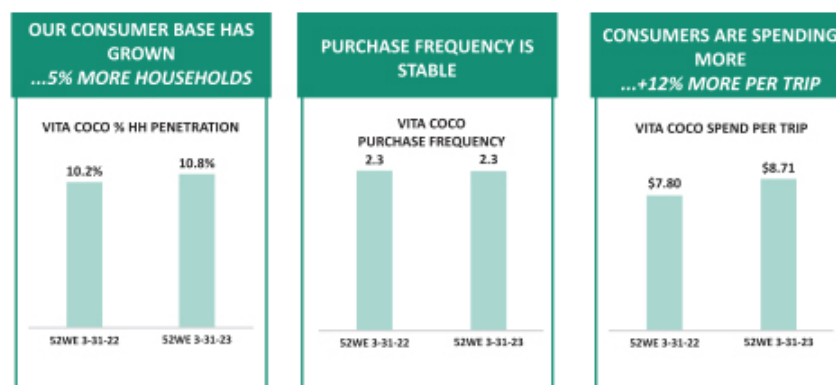 OUR CONSUMER BASE HAS
GROWN
...5% MORE HOUSEHOLDS
VITA COCO % HH PENETRATION
10.2%
10.8%
52WE 3-31-22
52WE 3-31-23
PURCHASE FREQUENCY IS
STABLE
VITA COCO
PURCHASE FREQUENCY
2.3
2.3
52WE 3-31-22
52WE 3-31-23
CONSUMERS ARE SPENDING
MORE
...+12% MORE PER TRIP
VITA COCO SPEND PER TRIP
$7.80
$8.71
52WE 3-31-22
52WE 3-31-23